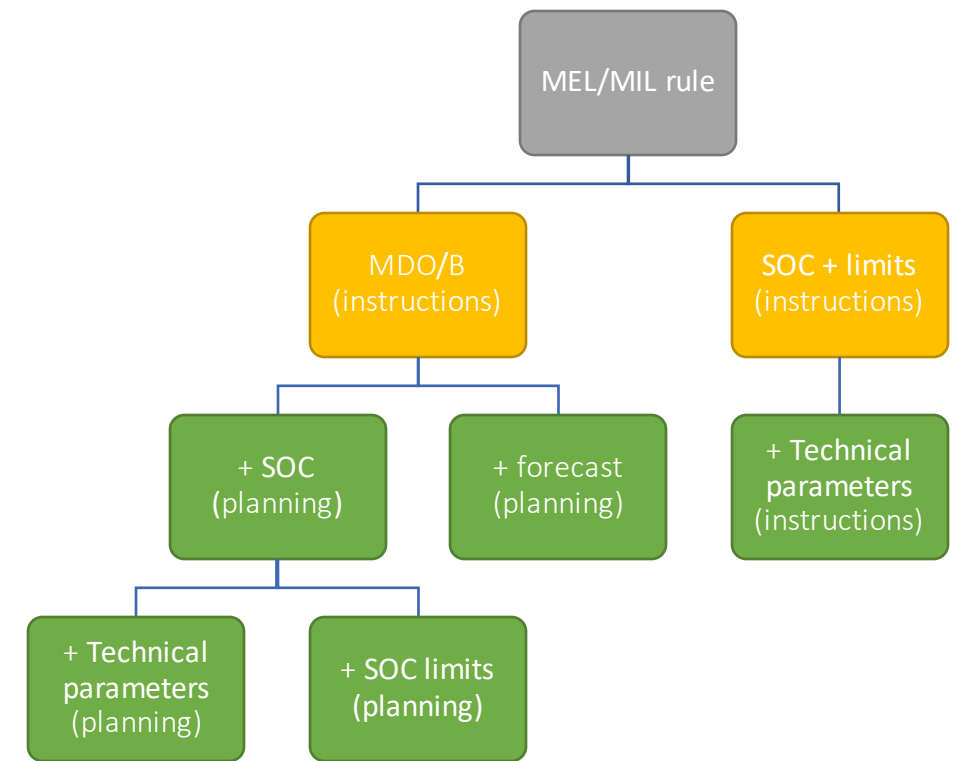 MEL/MIL rule
MDO/B
(instructions)
SOC + limits
(instructions)
+ SOC
(planning)
+ forecast
(planning)
+ Technical
parameters
(instructions)
+ Technical
parameters
(planning)
+ SOC limits
(planning)